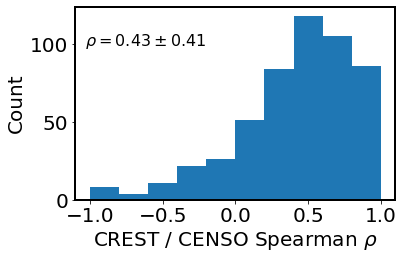 ρ = 0.43 ± 0.41
100
50
0
Count
−1.0 −0.5 0.0 0.5 1.0
CREST / CENSO Spearman ρ